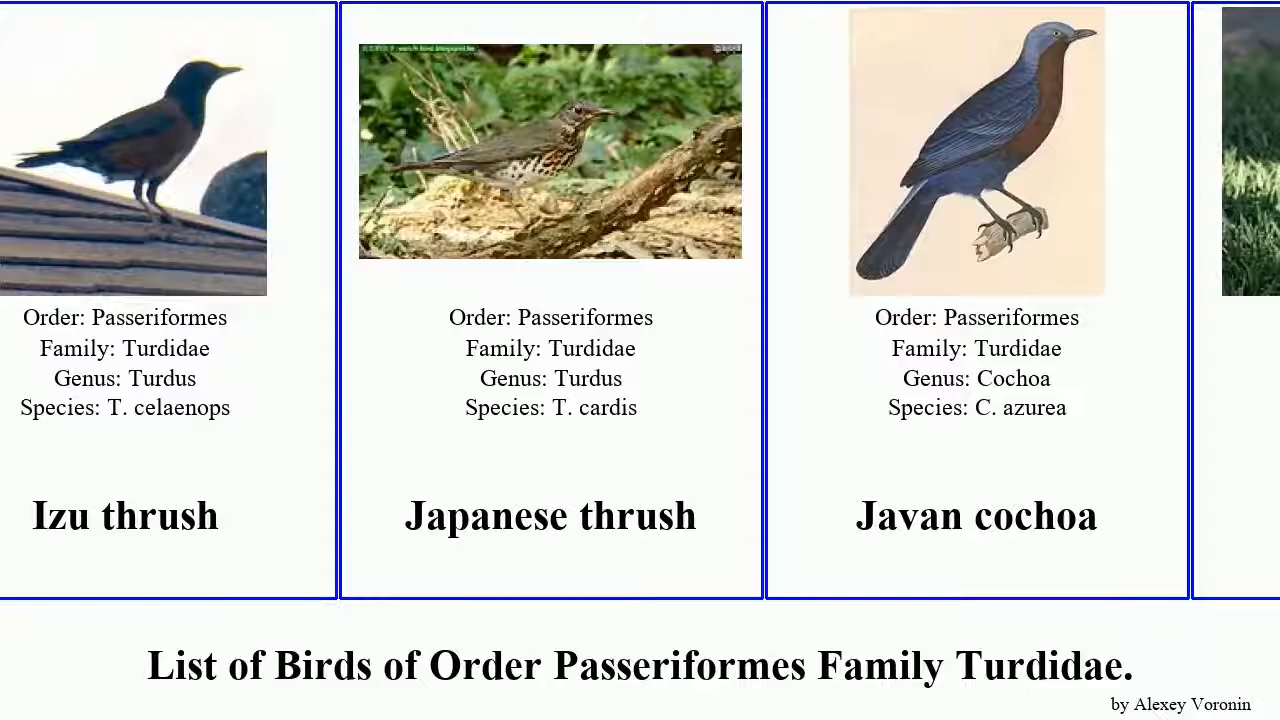 Order: Passeriformes
Family: Turdidae
Genus: Turdus
Species: T. celaenops
Izu thrush
Order: Passeriformes
Family: Turdidae
Genus: Turdus
Species: T. cardis
Japanese thrush
Order: Passeriformes
Family: Turdidae
Genus: Cochoa
Species: C. azurea
Javan cochoa
List of Birds of Order Passeriformes Family Turdidae.
by Alexey Voronin